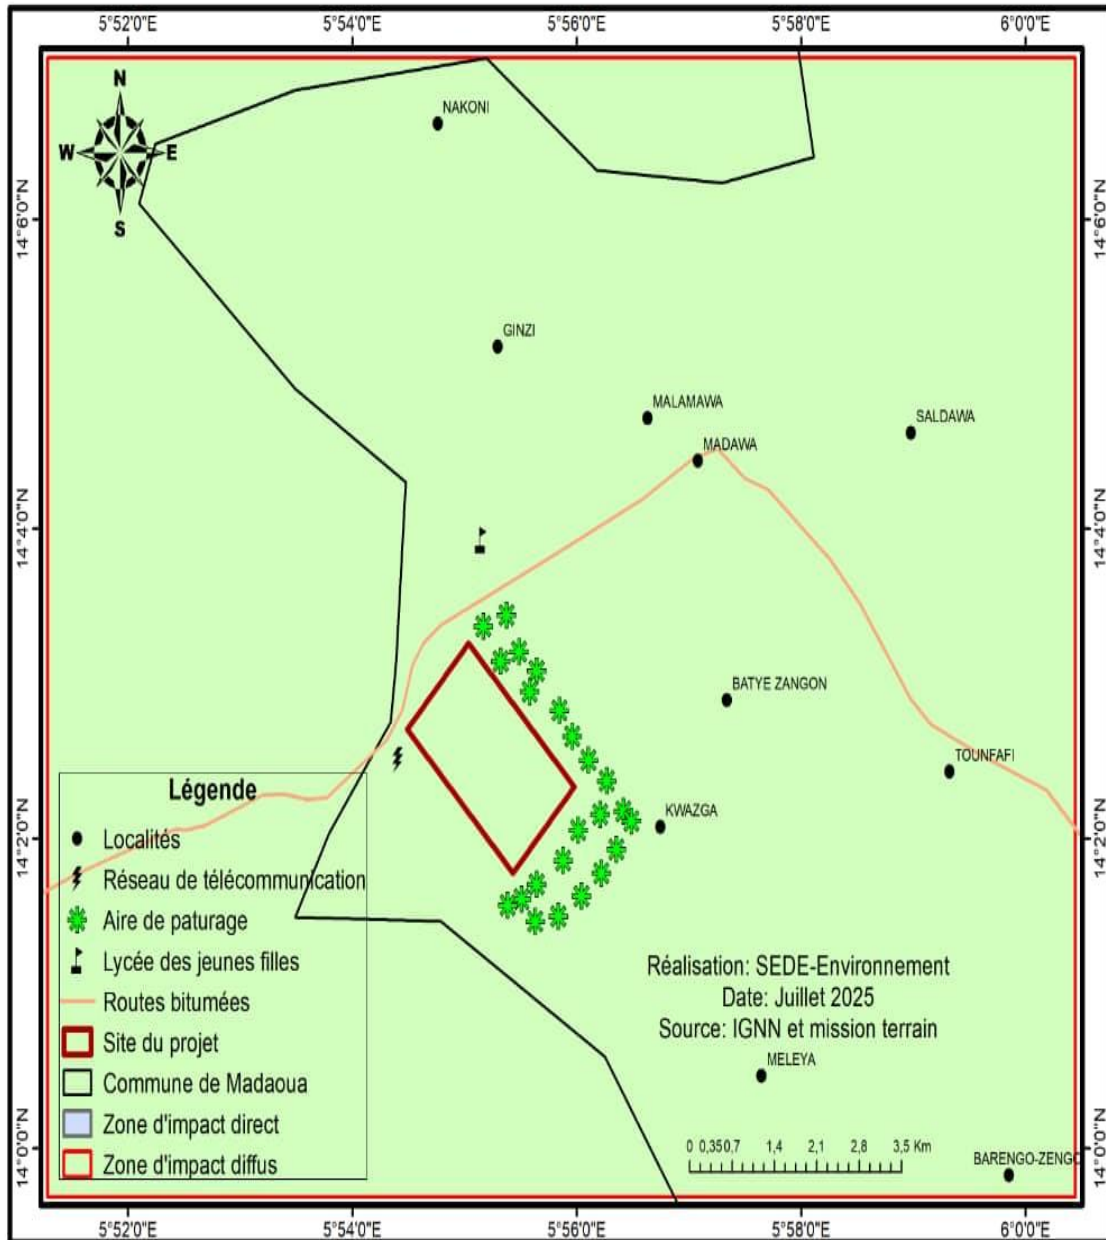 5°52'0"E 5°54'0"E 5°56'0"E 5°58'0"E 6°0'0"E
N
W E
S
NAKONI
14°6'0"N 14°6'0"N
GINZI
MALAMAWA
SALDAWA
MADAWA
14°4'0"N 14°4'0"N
BATYE ZANGON
TOUNFAFI
KWAZGA
14°2'0"N 14°2'0"N
Légende
Localités
Réseau de télécommunication
Aire de paturage
Lycée des jeunes filles
Routes bitumées
Site du projet
Commune de Madaoua
Zone d'impact direct
Zone d'impact diffus
Réalisation: SEDE-Environnement
Date: Juillet 2025
Source: IGNN et mission terrain
MELEYA
14°0'0"N 14°0'0"N
0 0,350,7 1,4 2,1 2,8 3,5 Km
BARENGO-ZENGO
5°52'0"E 5°54'0"E 5°56'0"E 5°58'0"E 6°0'0"E